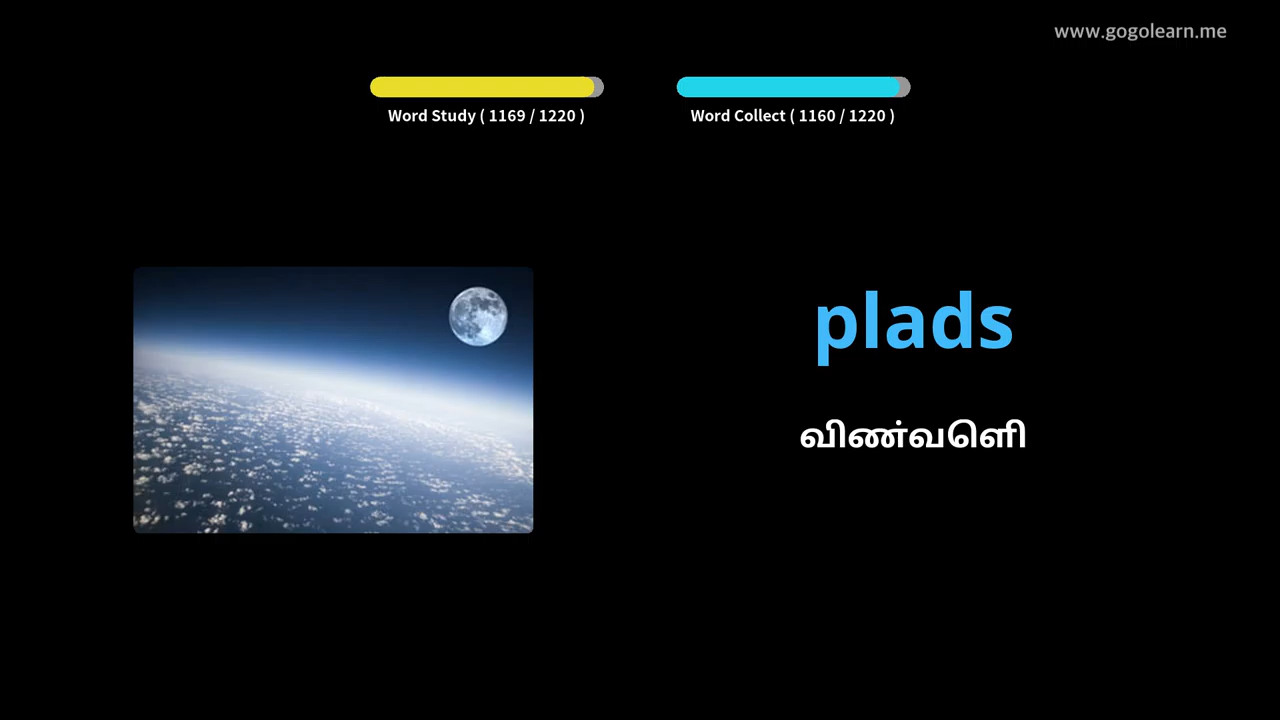 www.gogolearn.me
Word Study ( 1169 / 1220 )
Word Collect ( 1160 / 1220 )
plads
விண்வெளி